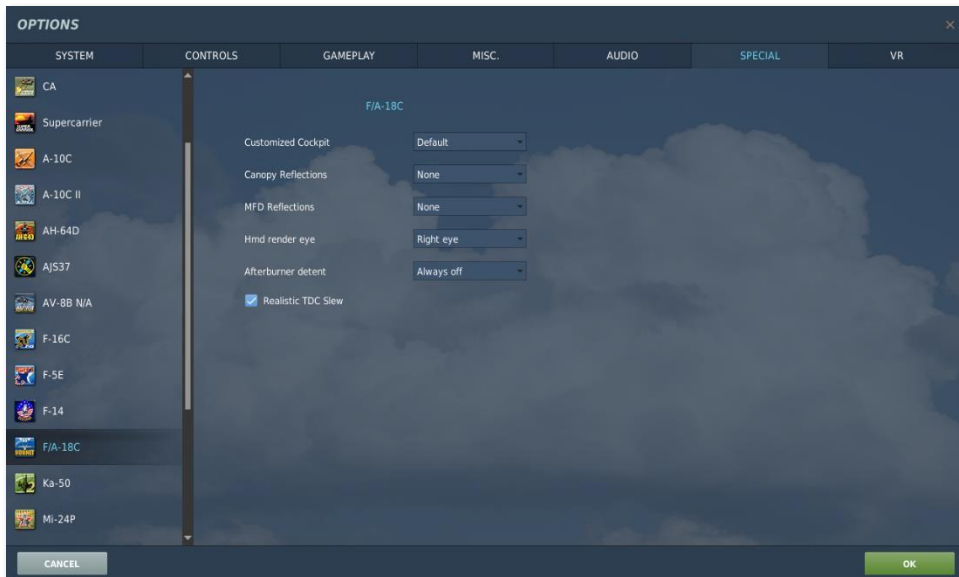 OPTIONS
SYSTEM CONTROLS GAMEPLAY MISC. AUDIO SPECIAL VR
CA
Supercarrier
A-10C
A-10C II
AH-64D
AJS37
AV-8B N/A
F-16C
F-5E
F-14
F/A-18C
Ka-50
Mi-24P
F/A-18C
Customized Cockpit Default
Canopy Reflections None
MFD Reflections None
Hmd render eye Right eye
Afterburner detent Always off
Realistic TDC Slew
CANCEL OK